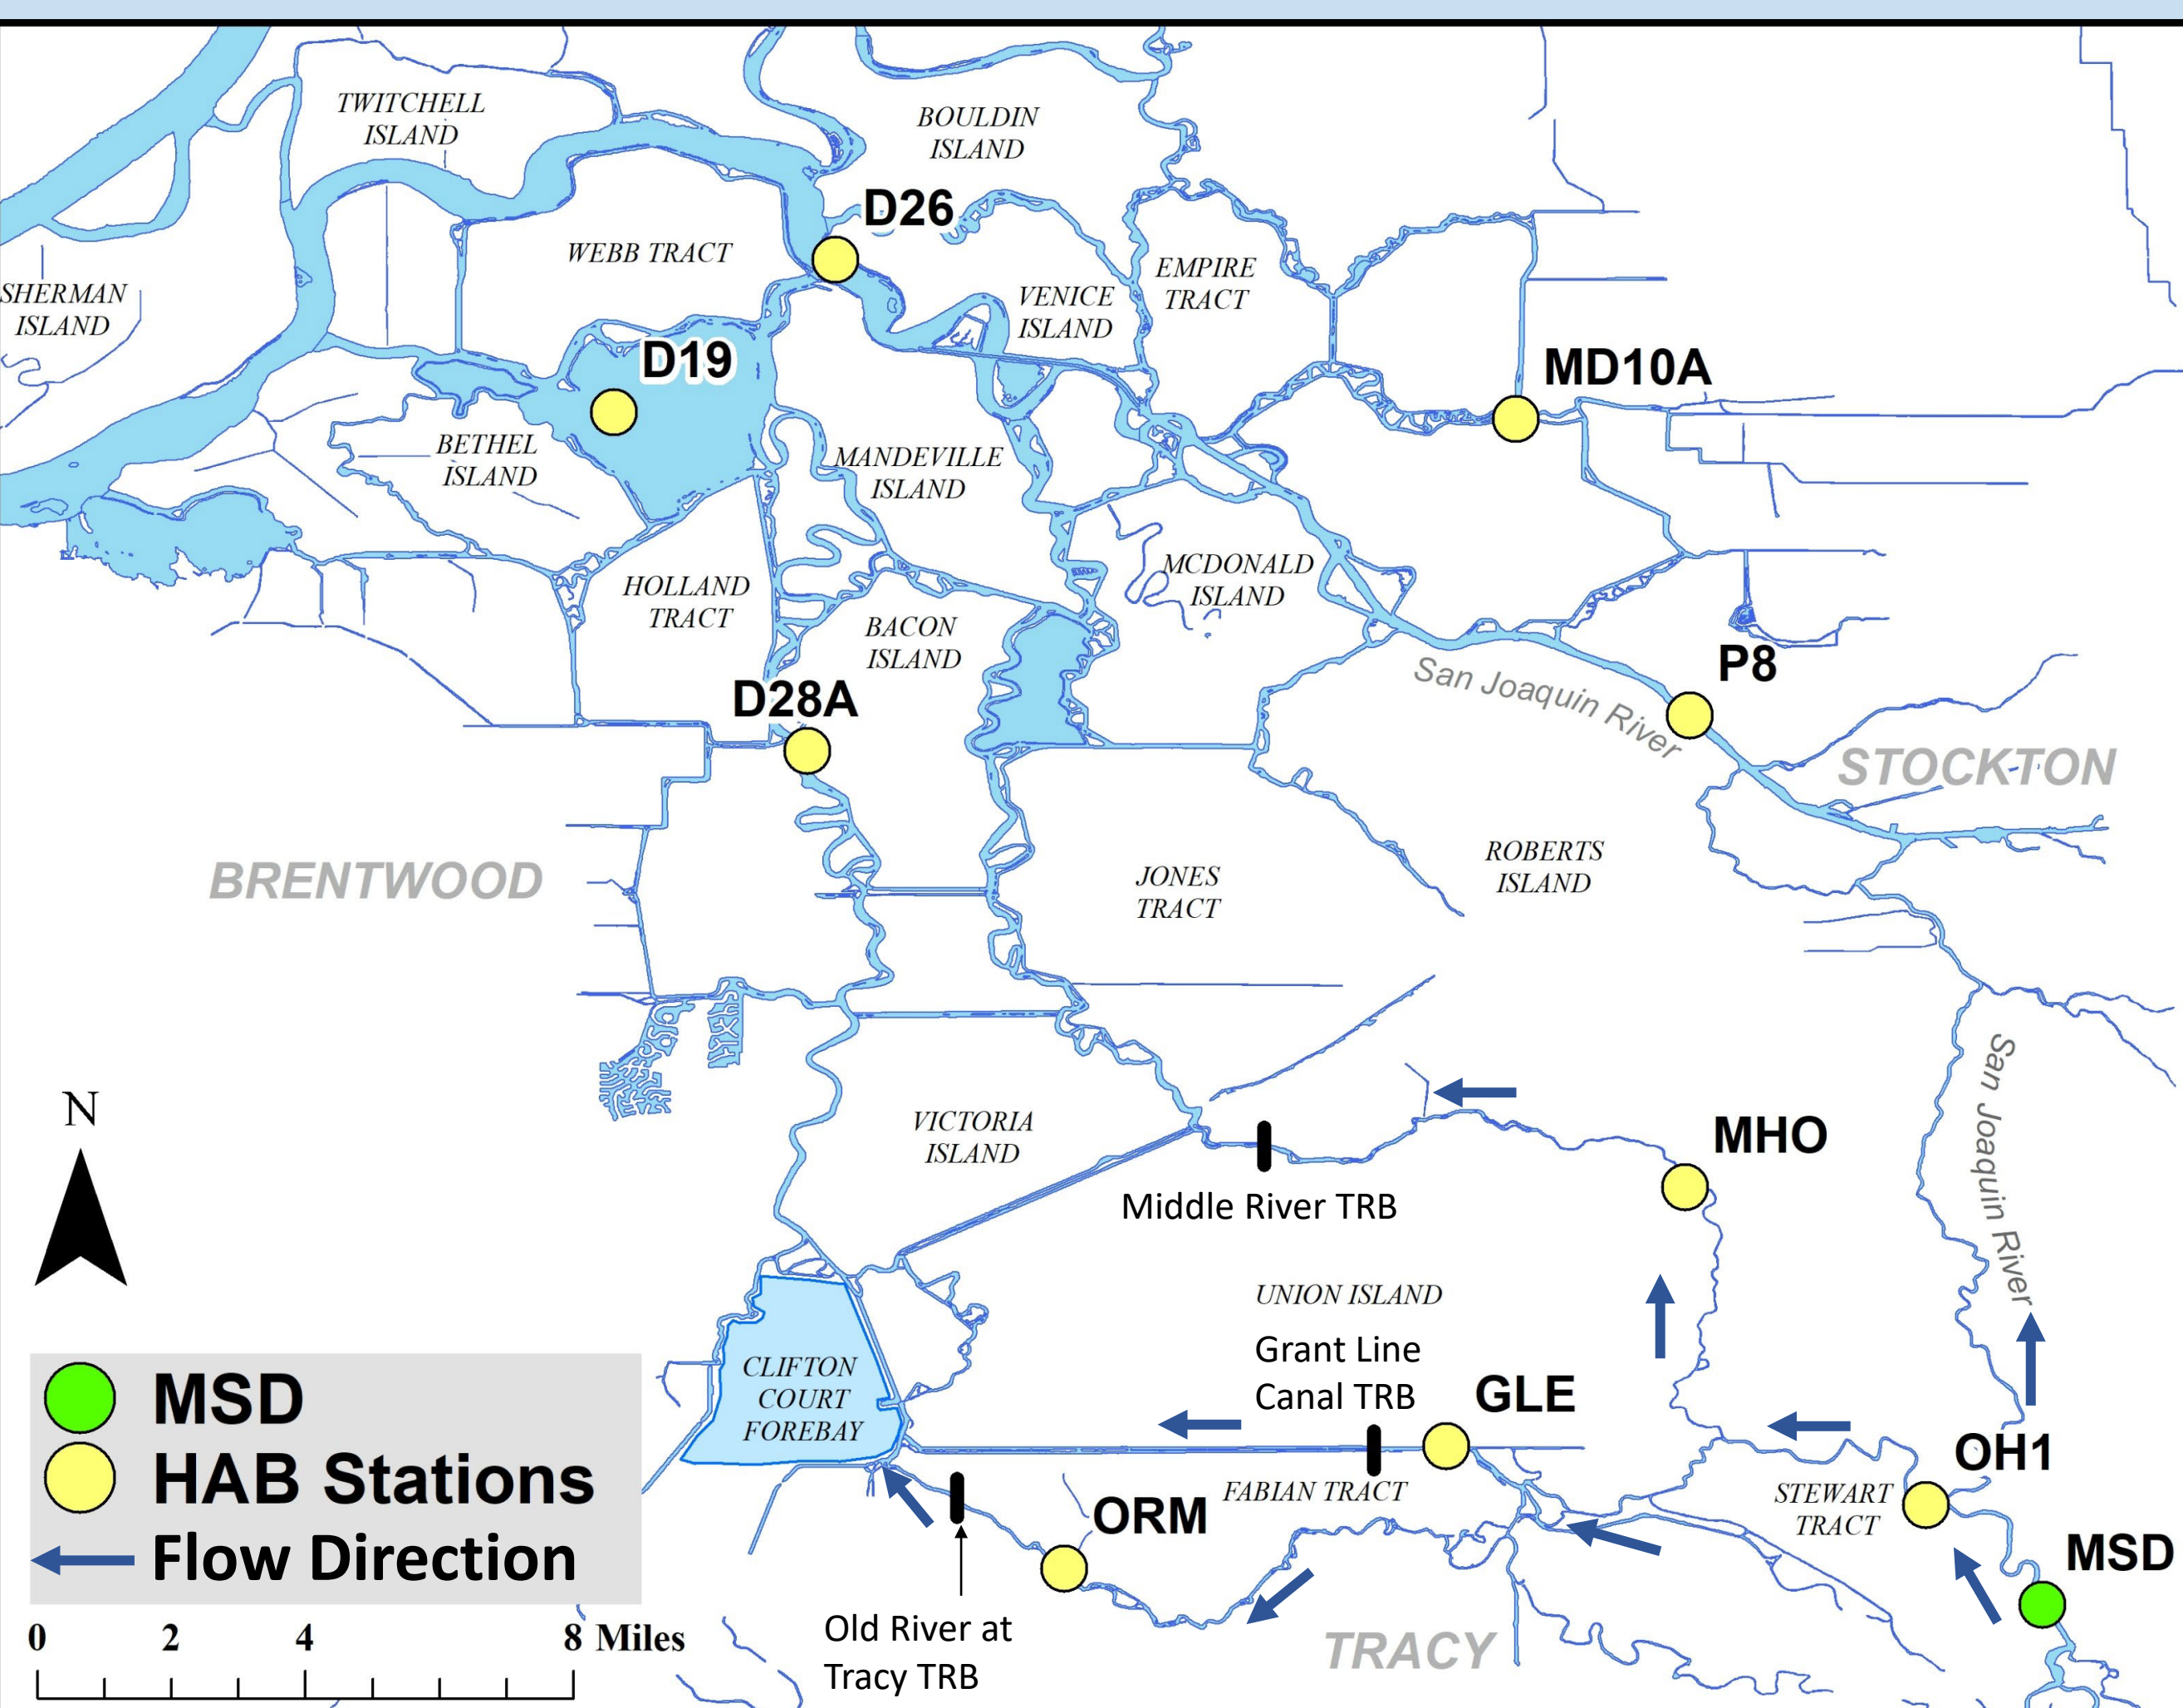 TWITCHELL
ISLAND
BOULDIN
ISLAND
D26
WEBB TRACT
EMPIRE
TRACT
SHERMAN
ISLAND
VENICE
ISLAND
D19
MD10A
BETHEL
ISLAND
MANDEVILLE
ISLAND
HOLLAND
TRACT
MCDONALD
ISLAND
BACON
ISLAND
P8
San Joaquin River
D28A
STOCKTON
BRENTWOOD
JONES
TRACT
ROBERTS
ISLAND
San Joaquin River
N
VICTORIA
ISLAND
MHO
Middle River TRB
UNION ISLAND
Grant Line
Canal TRB
CLIFTON
COURT
FOREBAY
GLE
OH1
FABIAN TRACT
STEWART
TRACT
ORM
MSD
MSD
HAB Stations
Flow Direction
0 2 4 8 Miles
Old River at
Tracy TRB
TRACY